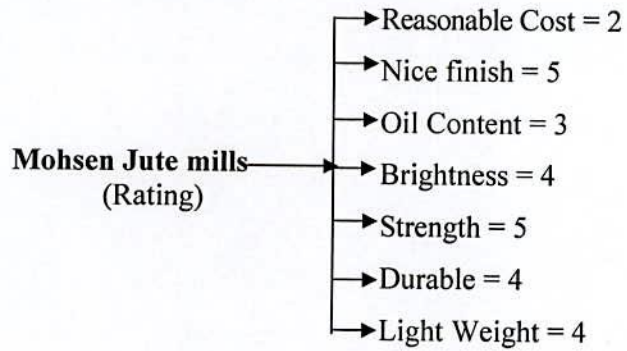 Reasonable Cost = 2
Nice finish = 5
Oil Content = 3
Mohsen Jute mills
(Rating)
Brightness = 4
Strength = 5
Durable = 4
Light Weight = 4